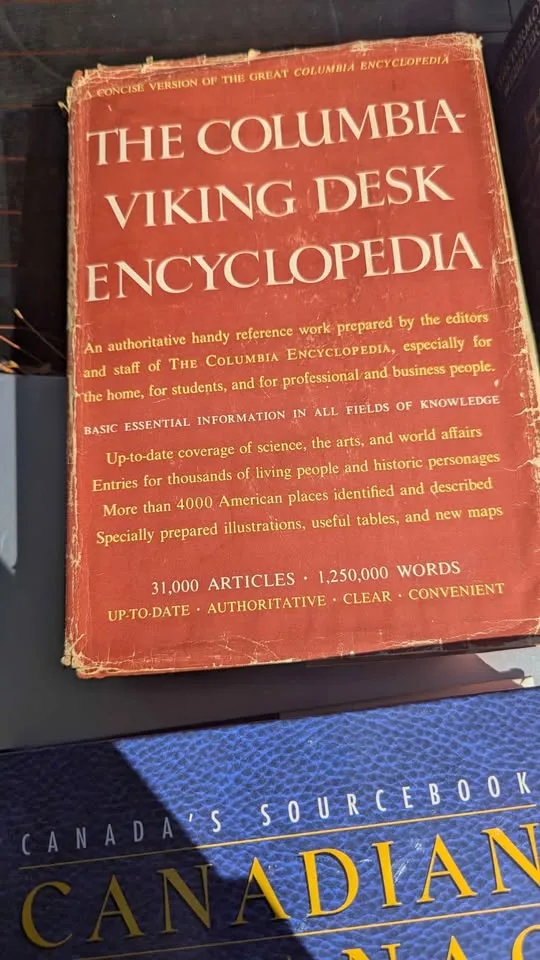 A CONCISE VERSION OF THE GREAT COLUMBIA ENCYCLOPEDIA
THE COLUMBIA-
VIKING DESK
ENCYCLOPEDIA
An authoritative handy reference work prepared by the editors
and staff of THE COLUMBIA ENCYCLOPEDIA, especially for
the home, for students, and for professional and business people.
BASIC ESSENTIAL INFORMATION IN ALL FIELDS OF KNOWLEDGE
Up-to-date coverage of science, the arts, and world affairs
Entries for thousands of living people and historic personages
More than 4000 American places identified and described
Specially prepared illustrations, useful tables, and new maps
31,000 ARTICLES · 1,250,000 WORDS
UP-TO-DATE · AUTHORITATIVE · CLEAR · CONVENIENT
CANADA'S SOURCEBOOK
CANADIAN